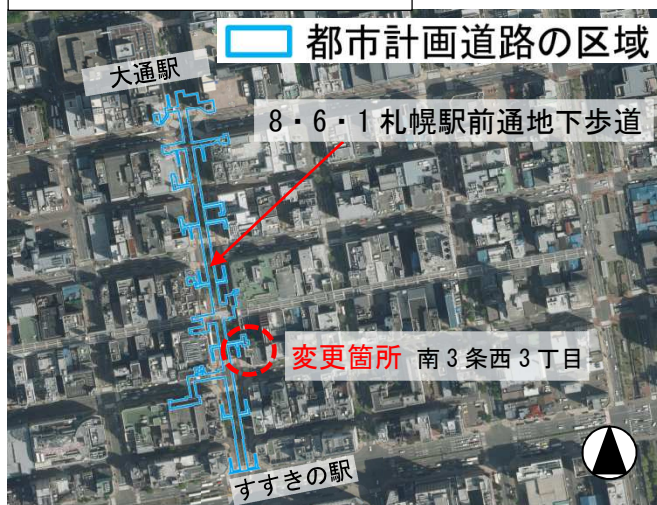 都市計画道路の区域
大通駅
8・6・1 札幌駅前通地下歩道
変更箇所 南3条西3丁目
すすきの駅